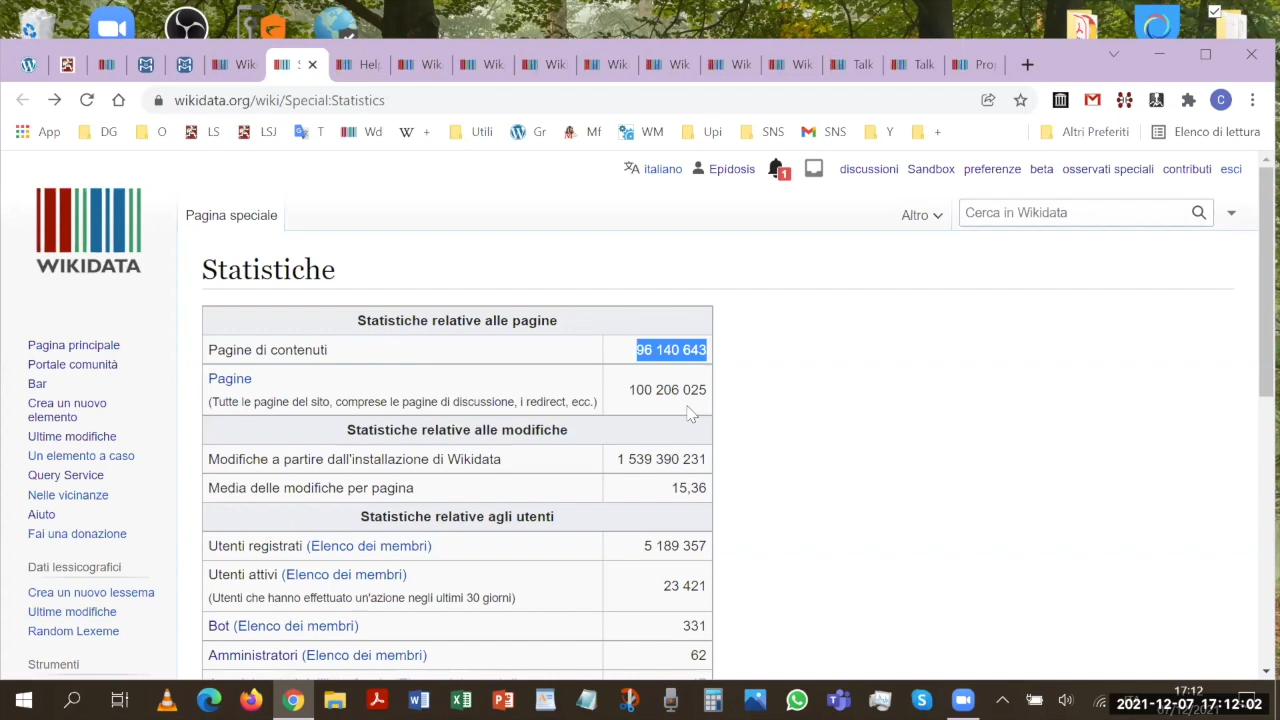 Wik
S
Help
Wik
Wik
Wik
Wik
Wik
Wik
Wik
Talk
Talk
Pro
wikidata.org/wiki/Special:Statistics
App
DG
O
LS
LSJ
T
Wd
+
Utili
Gr
Mf
WM
Upi
SNS
SNS
Y
+
Altri Preferiti
Elenco di lettura
italiano
Epìdosis
1
discussioni
Sandbox
preferenze
beta
osservati speciali
contributi
esci
WIKIDATA
Pagina speciale
Altro
Cerca in Wikidata
Statistiche
Statistiche relative alle pagine
Pagine di contenuti 96 140 643
Pagine
(Tutte le pagine del sito, comprese le pagine di discussione, i redirect, ecc.) 100 206 025
Statistiche relative alle modifiche
Modifiche a partire dall'installazione di Wikidata 1 539 390 231
Media delle modifiche per pagina 15,36
Statistiche relative agli utenti
Utenti registrati (Elenco dei membri) 5 189 357
Utenti attivi (Elenco dei membri)
(Utenti che hanno effettuato un'azione negli ultimi 30 giorni) 23 421
Bot (Elenco dei membri) 331
Amministratori (Elenco dei membri) 62
Pagina principale
Portale comunità
Bar
Crea un nuovo
elemento
Ultime modifiche
Un elemento a caso
Query Service
Nelle vicinanze
Aiuto
Fai una donazione
Dati lessicografici
Crea un nuovo lessema
Ultime modifiche
Random Lexeme
Strumenti
17:12
2021-12-07 17:12:02